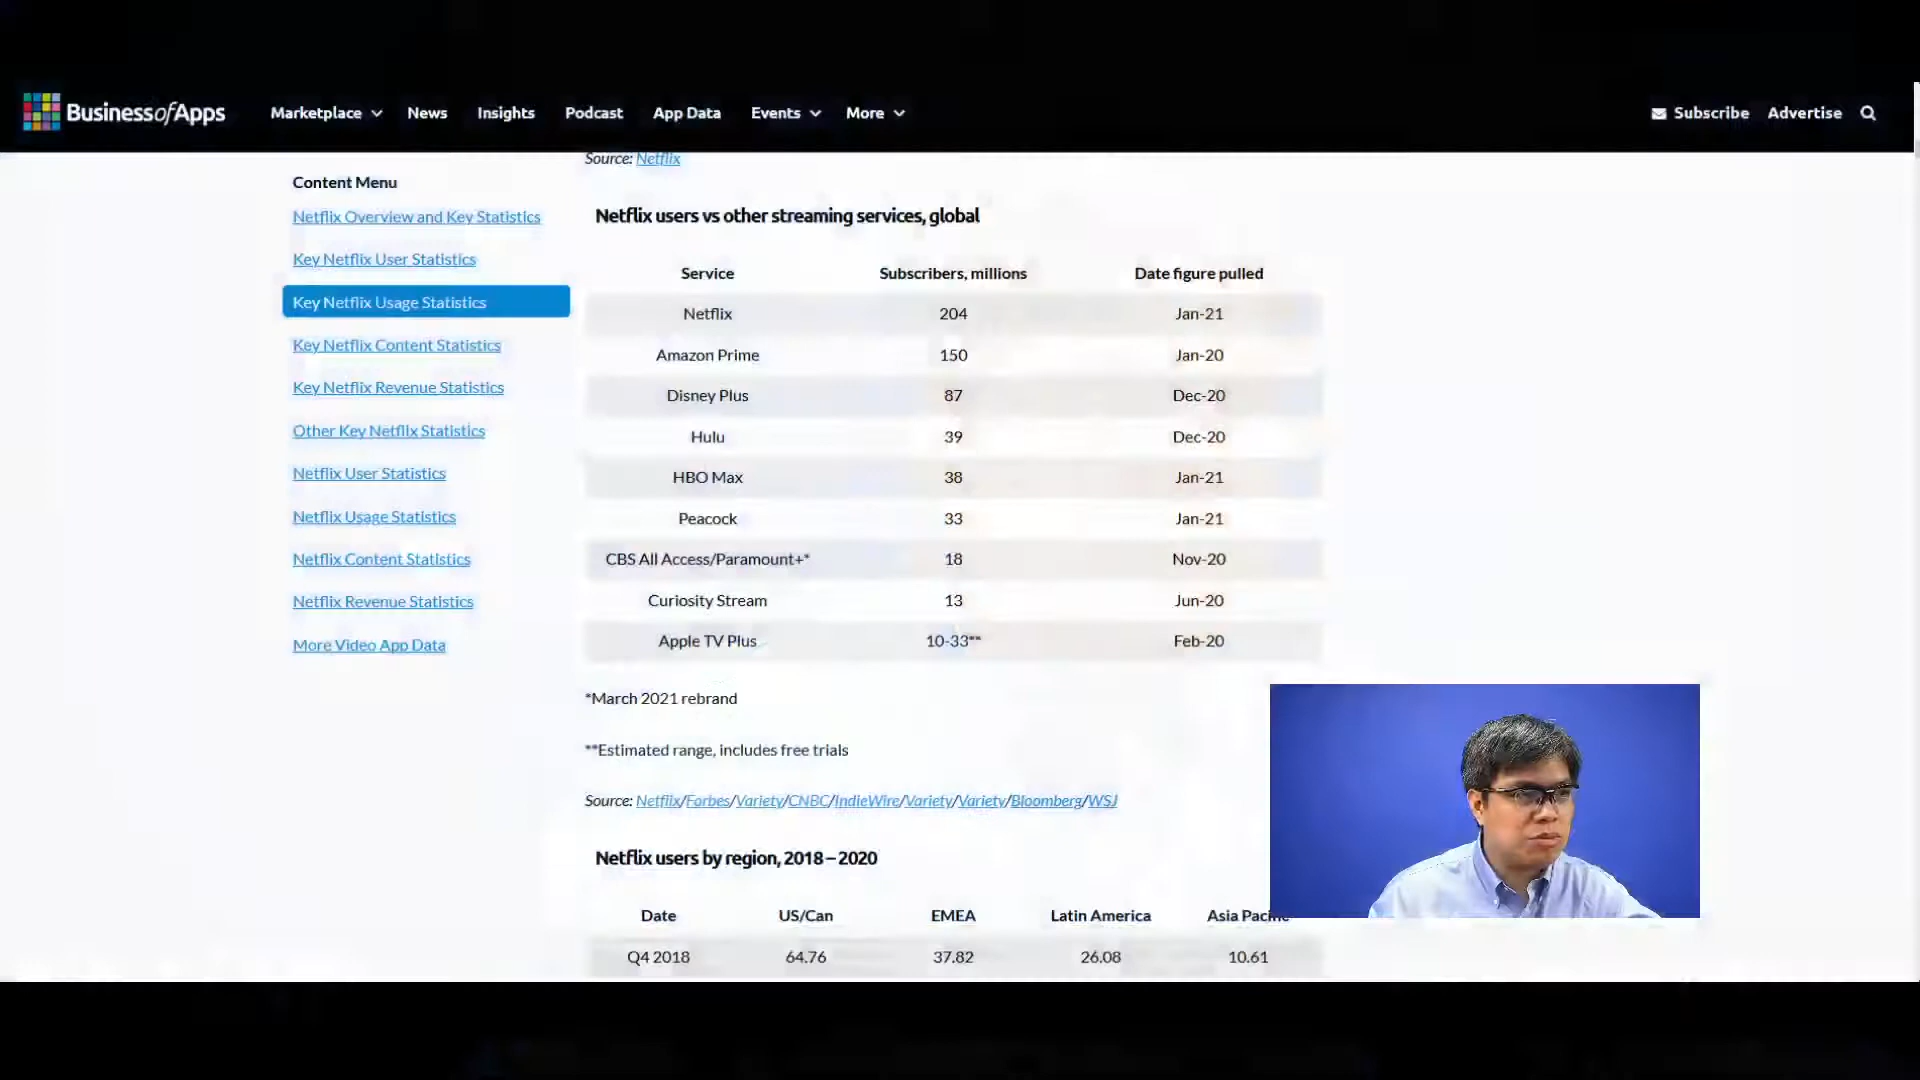 BusinessofApps Marketplace News Insights Podcast App Data Events More Subscribe Advertise
Source: Netflix
Content Menu
Netflix Overview and Key Statistics
Key Netflix User Statistics
Key Netflix Usage Statistics
Key Netflix Content Statistics
Key Netflix Revenue Statistics
Other Key Netflix Statistics
Netflix User Statistics
Netflix Usage Statistics
Netflix Content Statistics
Netflix Revenue Statistics
More Video App Data
Netflix users vs other streaming services, global
Service Subscribers, millions Date figure pulled
Netflix 204 Jan-21
Amazon Prime 150 Jan-20
Disney Plus 87 Dec-20
Hulu 39 Dec-20
HBO Max 38 Jan-21
Peacock 33 Jan-21
CBS All Access/Paramount+* 18 Nov-20
Curiosity Stream 13 Jun-20
Apple TV Plus 10-33** Feb-20
*March 2021 rebrand
**Estimated range, includes free trials
Source: Netflix/Forbes/Variety/CNBC/IndieWire/Variety/Variety/Bloomberg/WSJ
Netflix users by region, 2018 – 2020
Date US/Can EMEA Latin America Asia Pacific
Q4 2018 64.76 37.82 26.08 10.61